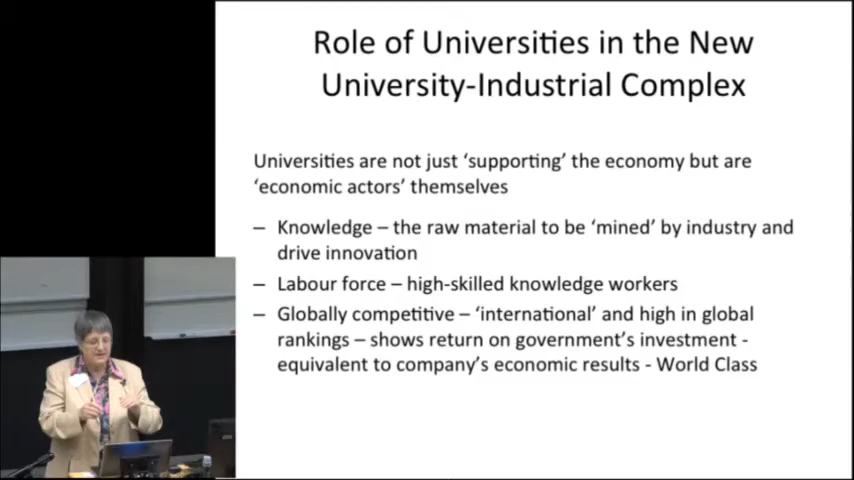 Role of Universities in the New
University-Industrial Complex
Universities are not just ‘supporting’ the economy but are
‘economic actors’ themselves
– Knowledge – the raw material to be ‘mined’ by industry and
drive innovation
– Labour force – high-skilled knowledge workers
– Globally competitive – ‘international’ and high in global
rankings – shows return on government’s investment -
equivalent to company’s economic results - World Class